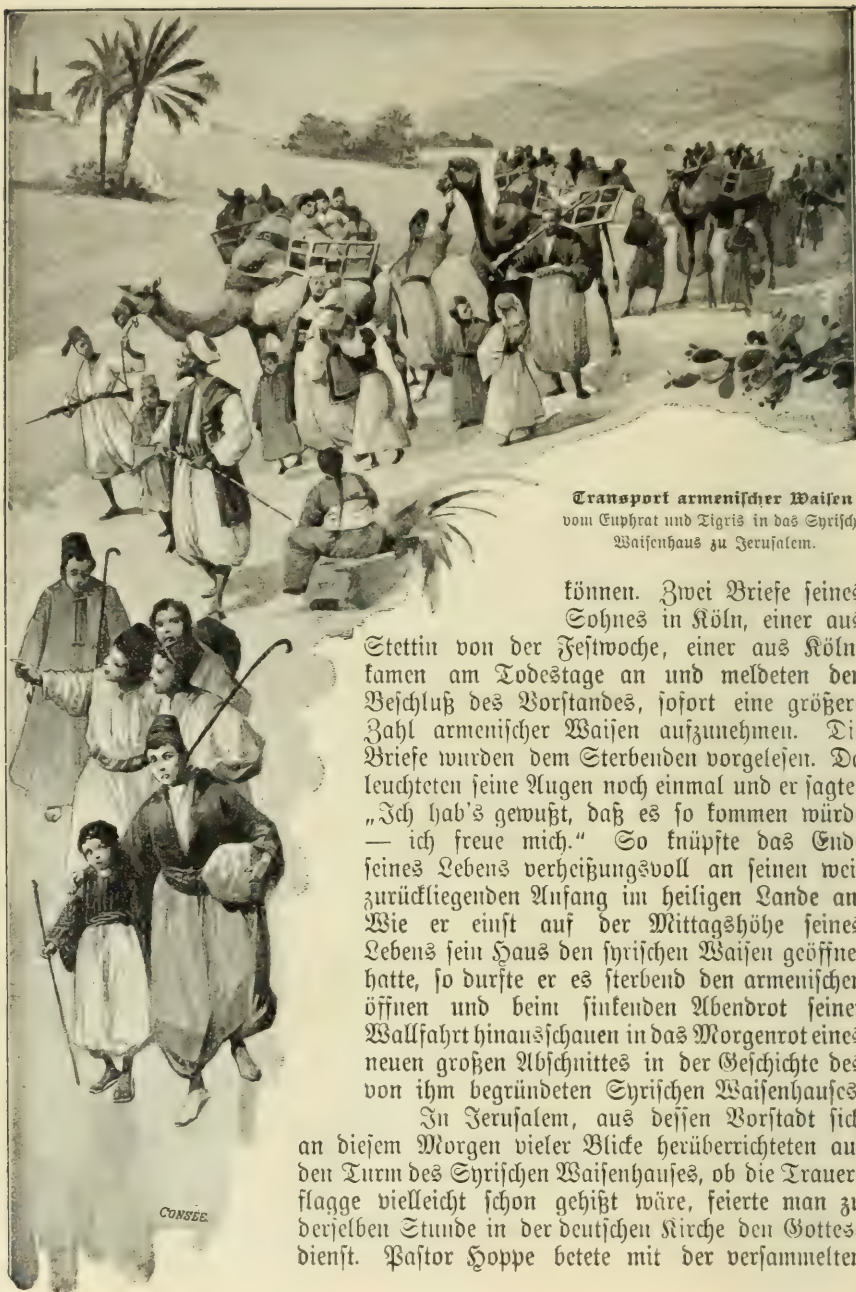 Transport armenischer Waisen
vom Euphrat und Tigris in das Syrisch
Waisenhaus zu Jerusalem.
können. Zwei Briefe seines
Sohnes in Köln, einer aus
Stettin von der Festwoche, einer aus Köln
kamen am Todestage an und meldeten den
Beschluß des Vorstandes, sofort eine größer
Zahl armenischer Waisen aufzunehmen. Di
Briefe wurden dem Sterbenden vorgelesen. Da
leuchteten seine Augen noch einmal und er sagte
„Ich hab's gewußt, daß es so kommen würd
— ich freue mich.“ So knüpfte das End
seines Lebens verheißungsvoll an seinen wei
zurückliegenden Anfang im heiligen Lande an
Wie er einst auf der Mittagshöhe seines
Lebens sein Haus den syrischen Waisen geöffne
hatte, so durfte er es sterbend den armenischen
öffnen und beim sinkenden Abendrot seiner
Wallfahrt hinausschauen in das Morgenrot eines
neuen großen Abschnittes in der Geschichte des
von ihm begründeten Syrischen Waisenhauses
In Jerusalem, aus dessen Vorstadt sich
an diesem Morgen vieler Blicke herüberrichteten au
den Turm des Syrischen Waisenhauses, ob die Trauer
flagge vielleicht schon gehißt wäre, feierte man zu
derselben Stunde in der deutschen Kirche den Gottes
dienst. Pastor Hoppe betete mit der versammelten
CONSÉE